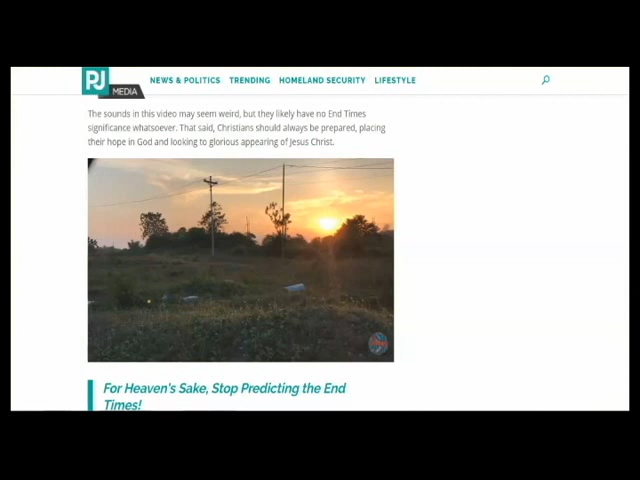 PJ
MEDIA
NEWS & POLITICS TRENDING HOMELAND SECURITY LIFESTYLE
The sounds in this video may seem weird, but they likely have no End Times
significance whatsoever. That said, Christians should always be prepared, placing
their hope in God and looking to glorious appearing of Jesus Christ.
For Heaven's Sake, Stop Predicting the End
Times!